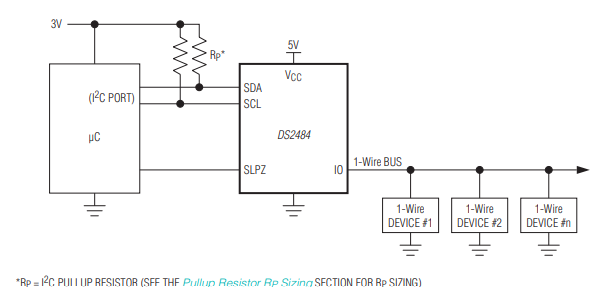 3V
Rp*
5V
VCC
(I²C PORT)
SDA
SCL
µC
DS2484
SLPZ
IO
1-Wire BUS
1-Wire
DEVICE #1
1-Wire
DEVICE #2
1-Wire
DEVICE #n
*RP = I²C PULLUP RESISTOR (SEE THE Pullup Resistor RP Sizing SECTION FOR RP SIZING)